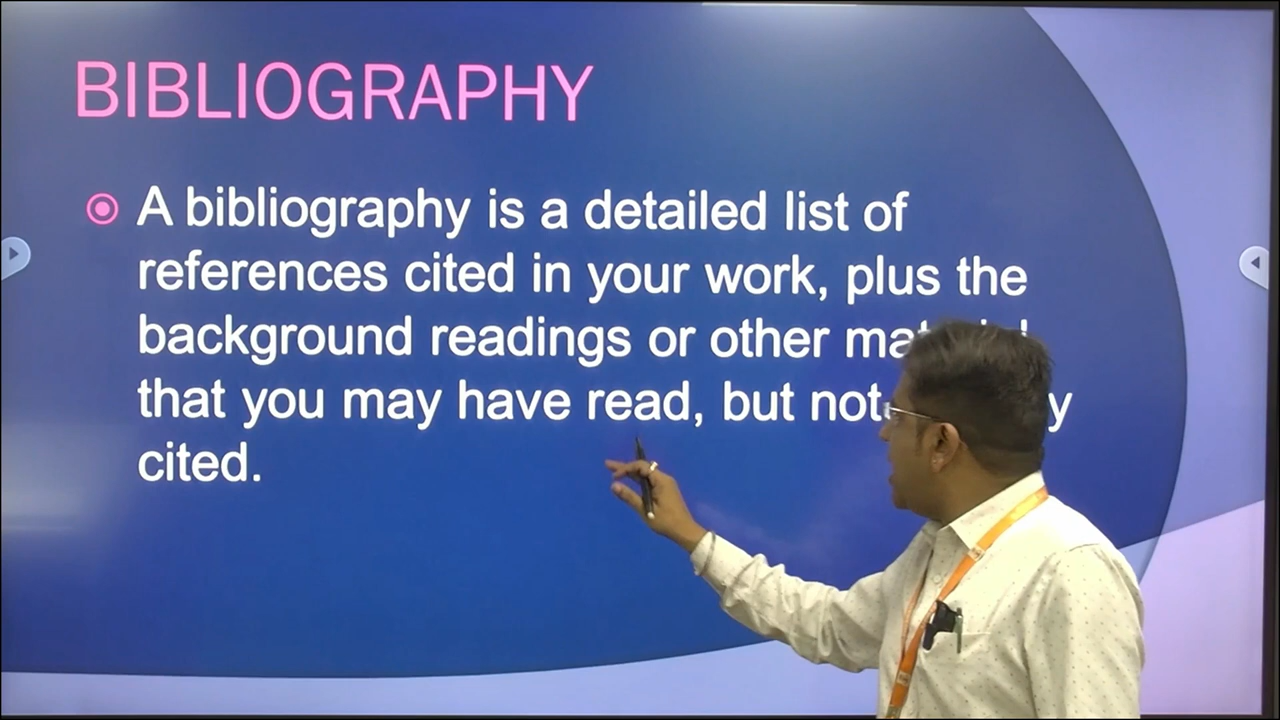 BIBLIOGRAPHY
A bibliography is a detailed list of
references cited in your work, plus the
background readings or other material
that you may have read, but not
cited.